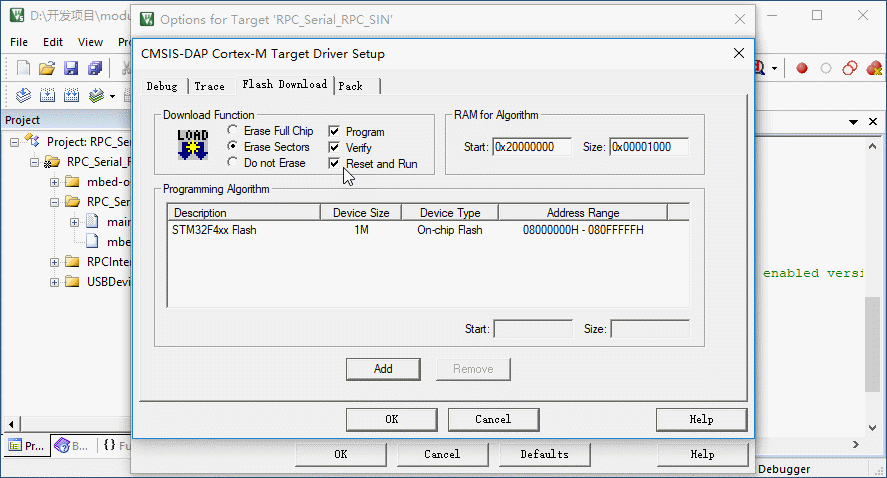 D:\开发项目\modu
Options for Target 'RPC_Serial_RPC_SIN'
File Edit View Pr
CMSIS-DAP Cortex-M Target Driver Setup
Debug Trace Flash Download Pack
Project
Download Function
LOAD
Erase Full Chip
Erase Sectors
Do not Erase
Program
Verify
Reset and Run
RAM for Algorithm
Start: 0x20000000 Size: 0x00001000
Project: RPC_Se
RPC_Serial_R
mbed-o
RPC_Ser
main
mbe
RPCInter
USBDevi
Programming Algorithm
Description Device Size Device Type Address Range
STM32F4xx Flash 1M On-chip Flash 08000000H - 080FFFFFH
enabled versi
Start: Size:
Add Remove
OK Cancel Help
Pr... B... {} Fu
OK Cancel Defaults Help
Debugger